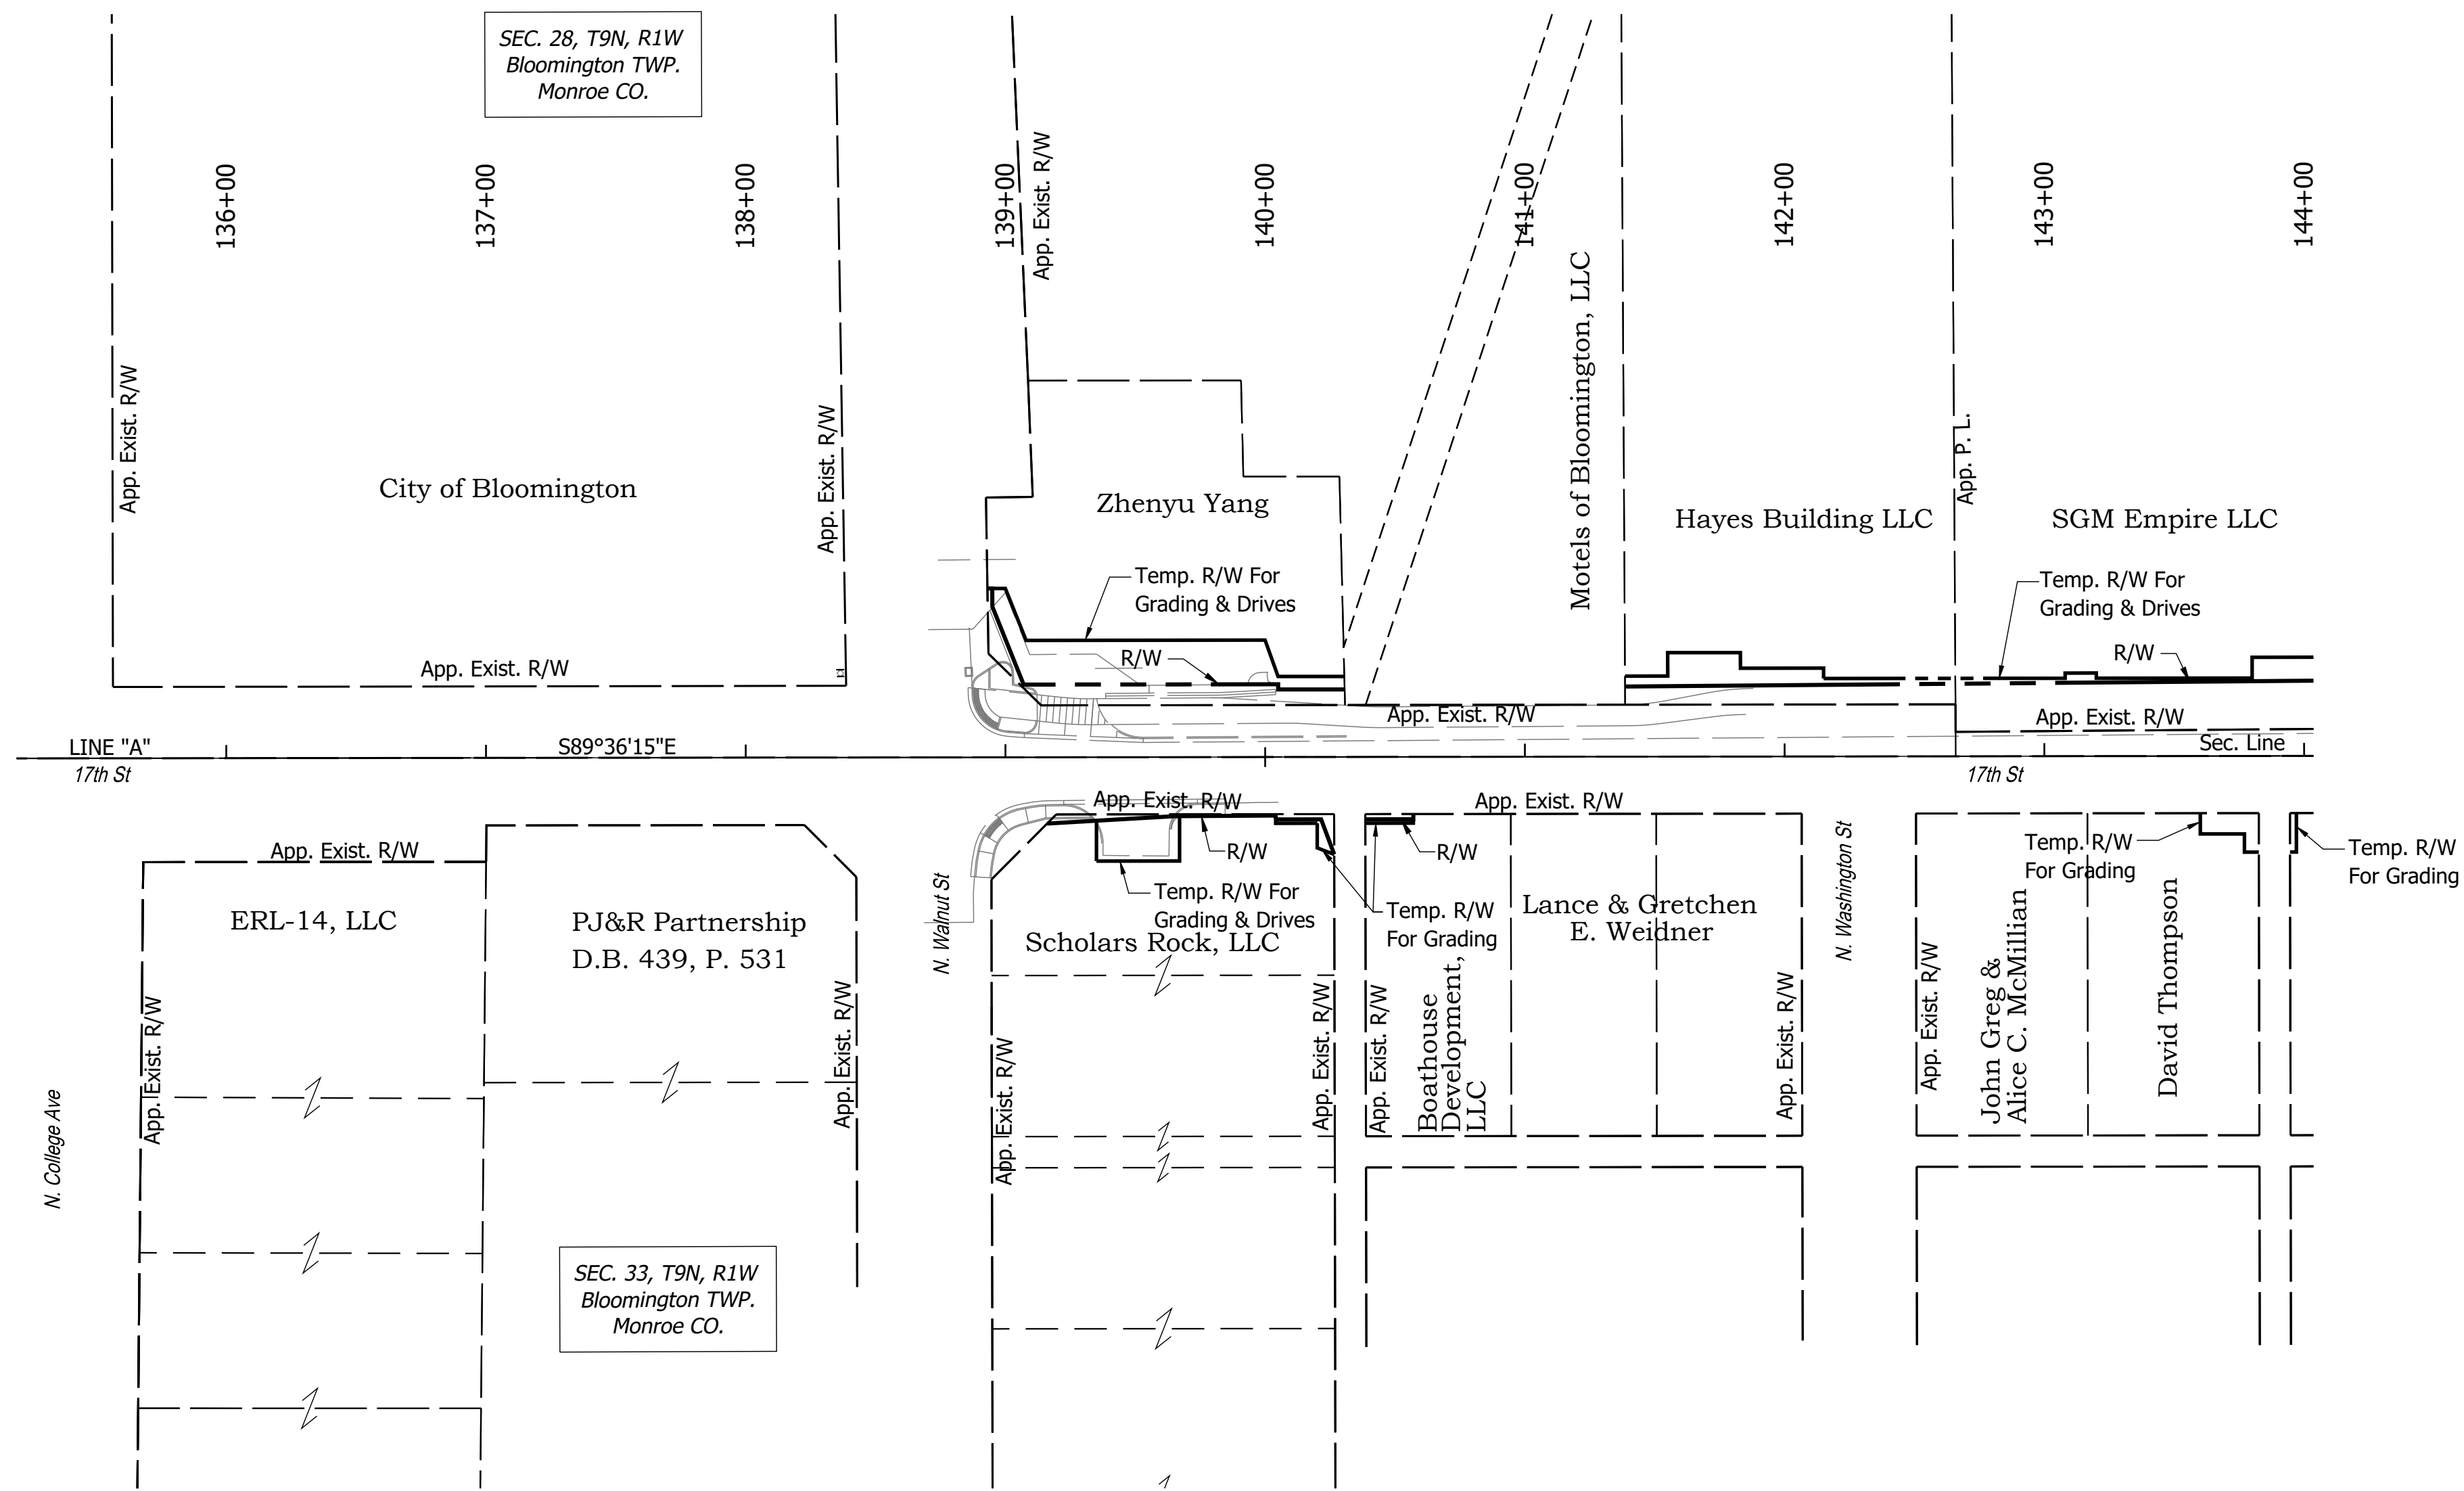 SEC. 28, T9N, R1W
Bloomington TWP.
Monroe CO.
136+00
137+00
138+00
139+00
140+00
141+00
142+00
143+00
144+00
App. Exist. R/W
App. Exist. R/W
App. Exist. R/W
City of Bloomington
App. Exist. R/W
Zhenyu Yang
Temp. R/W For
Grading & Drives
R/W
Motels of Bloomington, LLC
Hayes Building LLC
App. P. L.
SGM Empire LLC
Temp. R/W For
Grading & Drives
R/W
App. Exist. R/W
App. Exist. R/W
Sec. Line
LINE "A"
S89°36'15"E
17th St
17th St
App. Exist. R/W
App. Exist. R/W
App. Exist. R/W
R/W
R/W
Temp. R/W For
Grading & Drives
Temp. R/W
For Grading
Temp. R/W
For Grading
Temp. R/W
For Grading
ERL-14, LLC
PJ&R Partnership
D.B. 439, P. 531
N. Walnut St
Scholars Rock, LLC
Lance & Gretchen
E. Weidner
N. Washington St
App. Exist. R/W
App. Exist. R/W
App. Exist. R/W
App. Exist. R/W
App. Exist. R/W
Boathouse
Development,
LLC
App. Exist. R/W
App. Exist. R/W
John Greg &
Alice C. McMillian
David Thompson
N. College Ave
SEC. 33, T9N, R1W
Bloomington TWP.
Monroe CO.